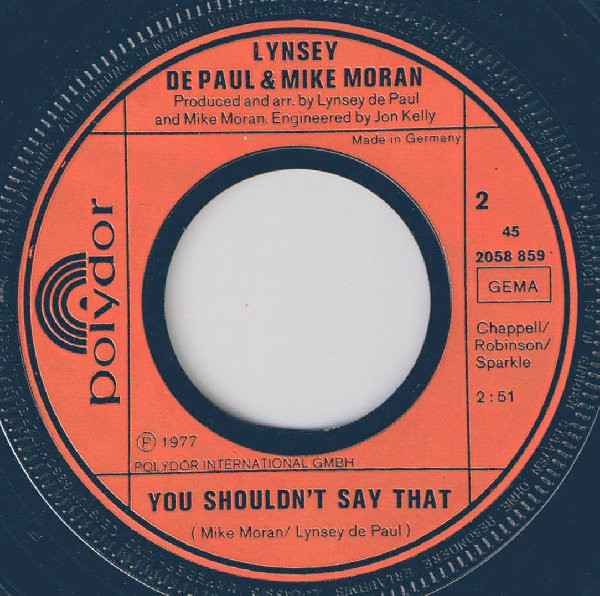 LYNSEY
DE PAUL & MIKE MORAN
Produced and arr. by Lynsey de Paul
and Mike Moran. Engineered by Jon Kelly
Made in Germany
polydor
2
45
2058 859
GEMA
Chappell/
Robinson/
Sparkle
2:51
Ⓟ 1977
POLYDOR INTERNATIONAL GMBH
YOU SHOULDN'T SAY THAT
( Mike Moran/ Lynsey de Paul )